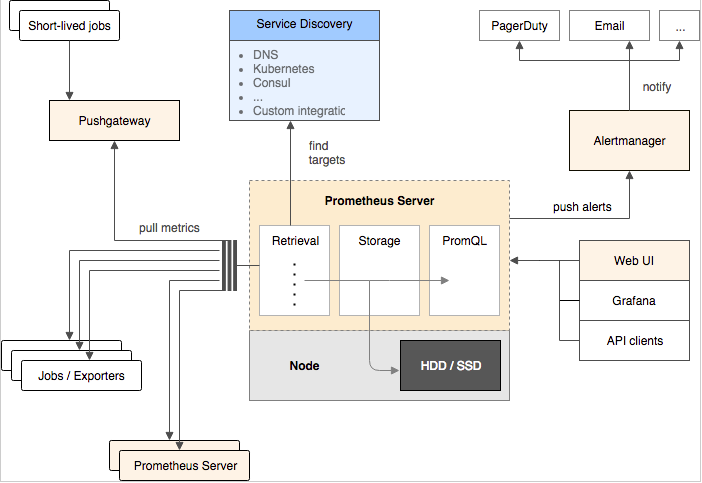 Short-lived jobs
Service Discovery
• DNS
• Kubernetes
• Consul
• ...
• Custom integratic
PagerDuty
Email
...
notify
Pushgateway
Alertmanager
find
targets
Prometheus Server
push alerts
pull metrics
Retrieval
Storage
PromQL
Web UI
Grafana
API clients
Node
HDD / SSD
Jobs / Exporters
Prometheus Server